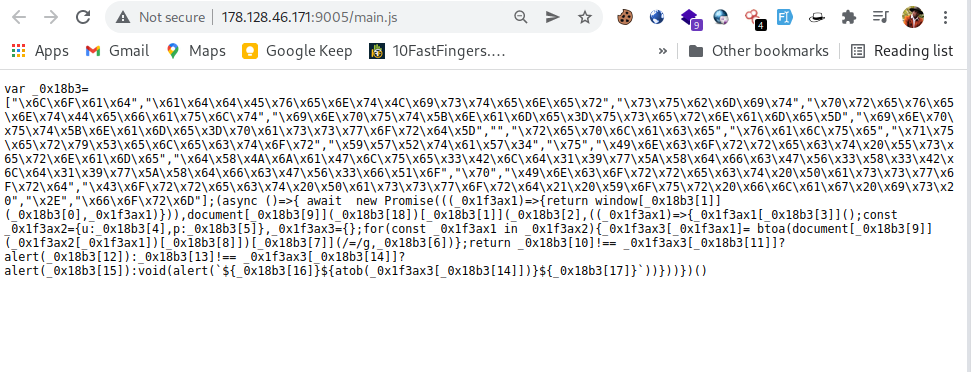 Not secure | 178.128.46.171:9005/main.js
9
4
Apps
Gmail
Maps
Google Keep
10FastFingers.…
»
Other bookmarks
Reading list
var _0x18b3=
["\x6C\x6F\x61\x64","\x61\x64\x64\x45\x76\x65\x6E\x74\x4C\x69\x73\x74\x65\x6E\x65\x72","\x73\x75\x62\x6D\x69\x74","\x70\x72\x65\x76\x65
\x6E\x74\x44\x65\x66\x61\x75\x6C\x74","\x69\x6E\x70\x75\x74\x5B\x6E\x61\x6D\x65\x3D\x75\x73\x65\x72\x6E\x61\x6D\x65\x5D","\x69\x6E\x70\
x75\x74\x5B\x6E\x61\x6D\x65\x3D\x70\x61\x73\x73\x77\x6F\x72\x64\x5D","","\x72\x65\x70\x6C\x61\x63\x65","\x76\x61\x6C\x75\x65","\x71\x75
\x65\x72\x79\x53\x65\x6C\x65\x63\x74\x6F\x72","\x59\x57\x52\x74\x61\x57\x34","\x75","\x49\x6E\x63\x6F\x72\x72\x65\x63\x74\x20\x55\x73\x
65\x72\x6E\x61\x6D\x65","\x64\x58\x4A\x6A\x61\x47\x6C\x75\x65\x33\x42\x6C\x64\x31\x39\x77\x5A\x58\x64\x66\x63\x47\x56\x33\x58\x33\x42\x
6C\x64\x31\x39\x77\x5A\x58\x64\x66\x63\x47\x56\x33\x66\x51\x6F","\x70","\x49\x6E\x63\x6F\x72\x72\x65\x63\x74\x20\x50\x61\x73\x73\x77\x6
F\x72\x64","\x43\x6F\x72\x72\x65\x63\x74\x20\x50\x61\x73\x73\x77\x6F\x72\x64\x21\x20\x59\x6F\x75\x72\x20\x66\x6C\x61\x67\x20\x69\x73\x2
0","\x2E","\x66\x6F\x72\x6D"];(async ()=>{ await  new Promise(((_0x1f3ax1)=>{return window[_0x18b3[1]]
(_0x18b3[0],_0x1f3ax1)})),document[_0x18b3[9]](_0x18b3[18])[_0x18b3[1]](_0x18b3[2],((_0x1f3ax1)=>{_0x1f3ax1[_0x18b3[3]]();const
_0x1f3ax2={u:_0x18b3[4],p:_0x18b3[5]},_0x1f3ax3={};for(const _0x1f3ax1 in _0x1f3ax2){_0x1f3ax3[_0x1f3ax1]= btoa(document[_0x18b3[9]]
(_0x1f3ax2[_0x1f3ax1])[_0x18b3[8]])[_0x18b3[7]](/=/g,_0x18b3[6])};return _0x18b3[10]!== _0x1f3ax3[_0x18b3[11]]?
alert(_0x18b3[12]):_0x18b3[13]!== _0x1f3ax3[_0x18b3[14]]?
alert(_0x18b3[15]):void(alert(`${_0x18b3[16]}${atob(_0x1f3ax3[_0x18b3[14]])}${_0x18b3[17]}`))}))})()